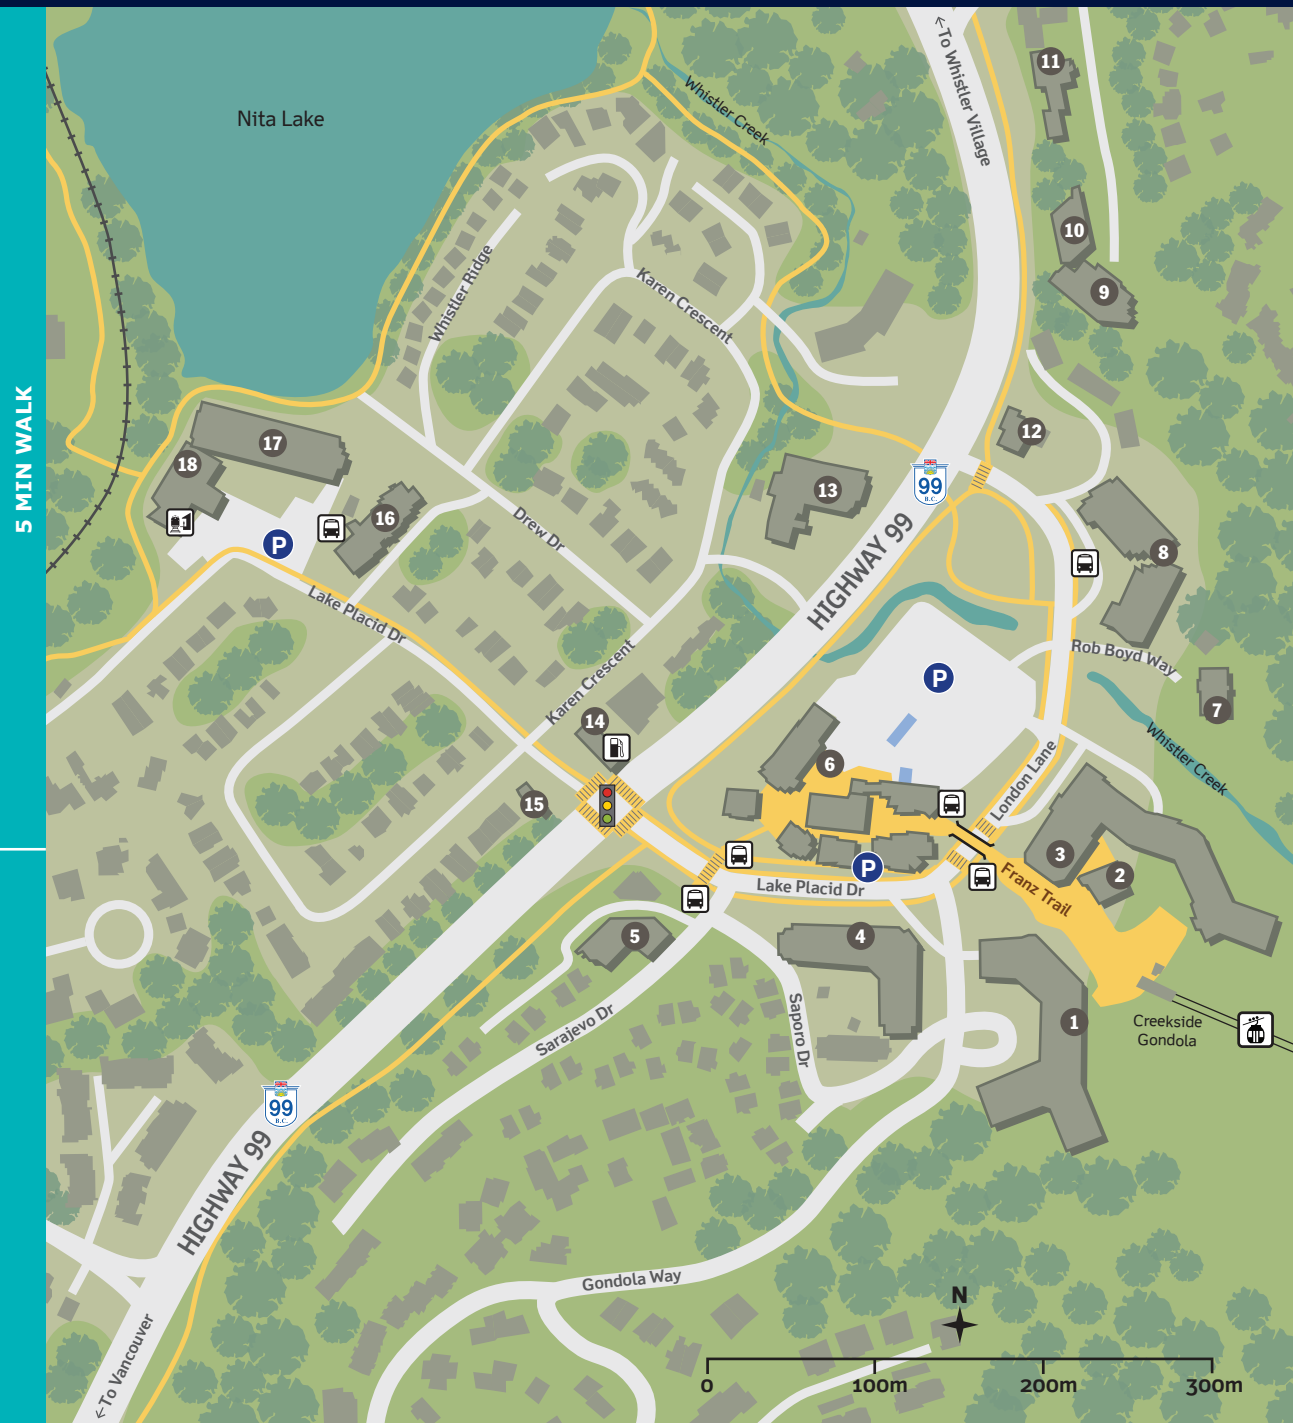 5 MIN WALK
Nita Lake
Whistler Creek
←To Whistler Village
11
10
9
Whistler Ridge
Karen Crescent
12
17
18
16
13
99
B.C.
8
P
Drew Dr
HIGHWAY 99
Lake Placid Dr
Karen Crescent
Rob Boyd Way
P
7
14
6
London Lane
Whistler Creek
15
3
2
P
Lake Placid Dr
Franz Trail
5
4
Saporo Dr
Sarajevo Dr
1
Creekside
Gondola
99
B.C.
HIGHWAY 99
Gondola Way
←To Vancouver
N
0
100m
200m
300m